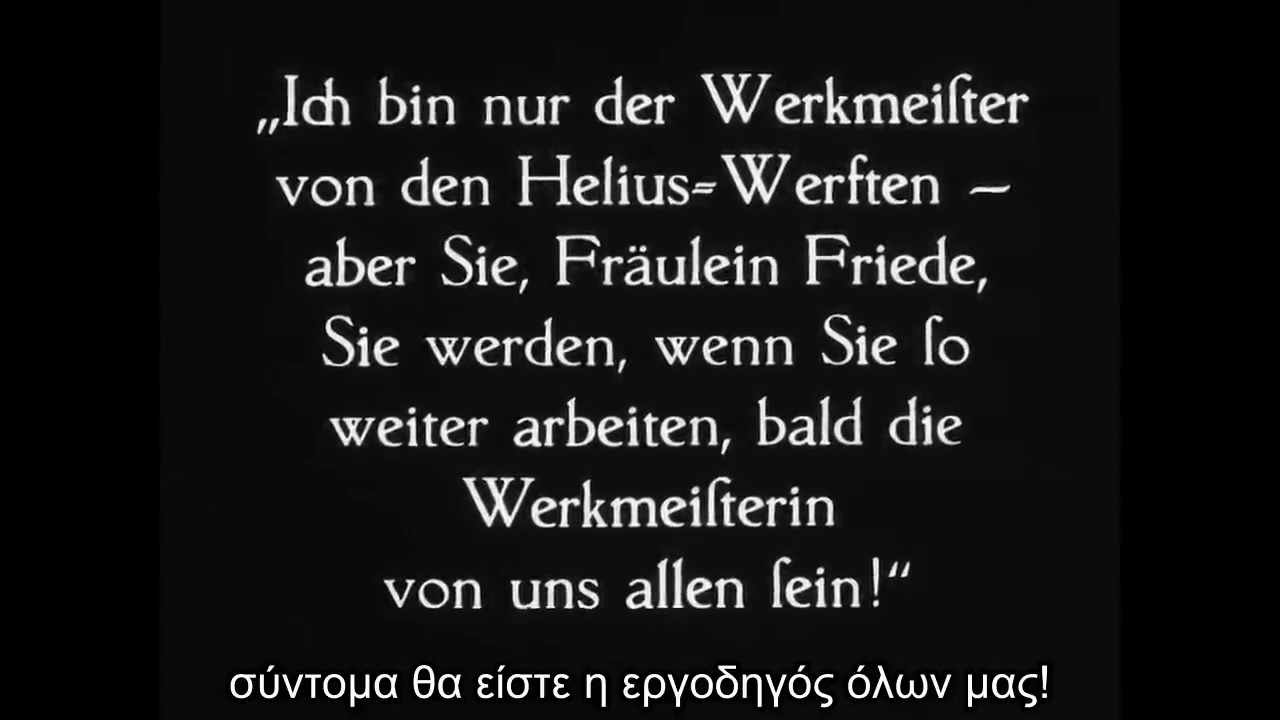 „Ich bin nur der Werkmeiſter
von den Helius=Werften –
aber Sie, Fräulein Friede,
Sie werden, wenn Sie ſo
weiter arbeiten, bald die
Werkmeiſterin
von uns allen ſein!“
σύντομα θα είστε η εργοδηγός όλων μας!